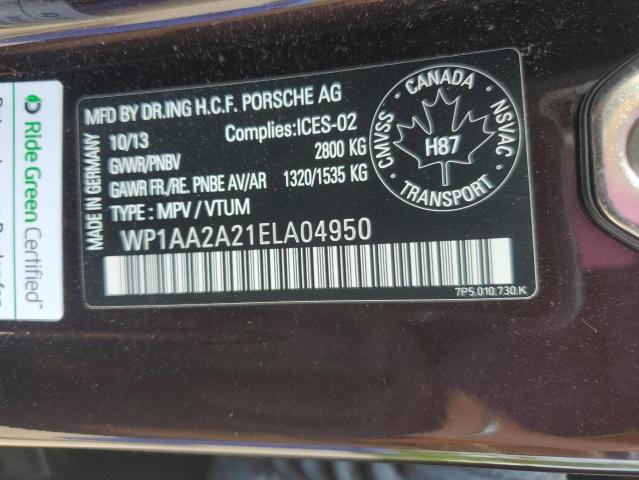 MFD BY DR.ING H.C.F. PORSCHE AG
10/13 Complies:ICES-02
GVWR/PNBV 2800 KG
GAWR FR./RE. PNBE AV/AR 1320/1535 KG
TYPE : MPV / VTUM
WP1AA2A21ELA04950
7P5.010.730.K
MADE IN GERMANY
CANADA
CMVSS
NSVAC
H87
TRANSPORT
Ride Green Certified™